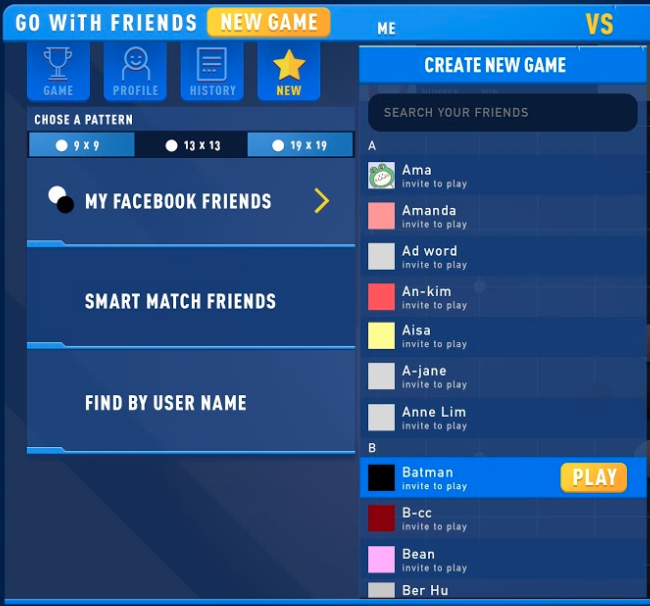 GO WiTH FRIENDS NEW GAME
ME
VS
GAME
PROFILE
HISTORY
NEW
CHOSE A PATTERN
9 x 9
13 x 13
19 x 19
MY FACEBOOK FRIENDS
SMART MATCH FRIENDS
FIND BY USER NAME
CREATE NEW GAME
SEARCH YOUR FRIENDS
A
Ama
invite to play
Amanda
invite to play
Ad word
invite to play
An-kim
invite to play
Aisa
invite to play
A-jane
invite to play
Anne Lim
invite to play
B
Batman
invite to play
PLAY
B-cc
invite to play
Bean
invite to play
Ber Hu